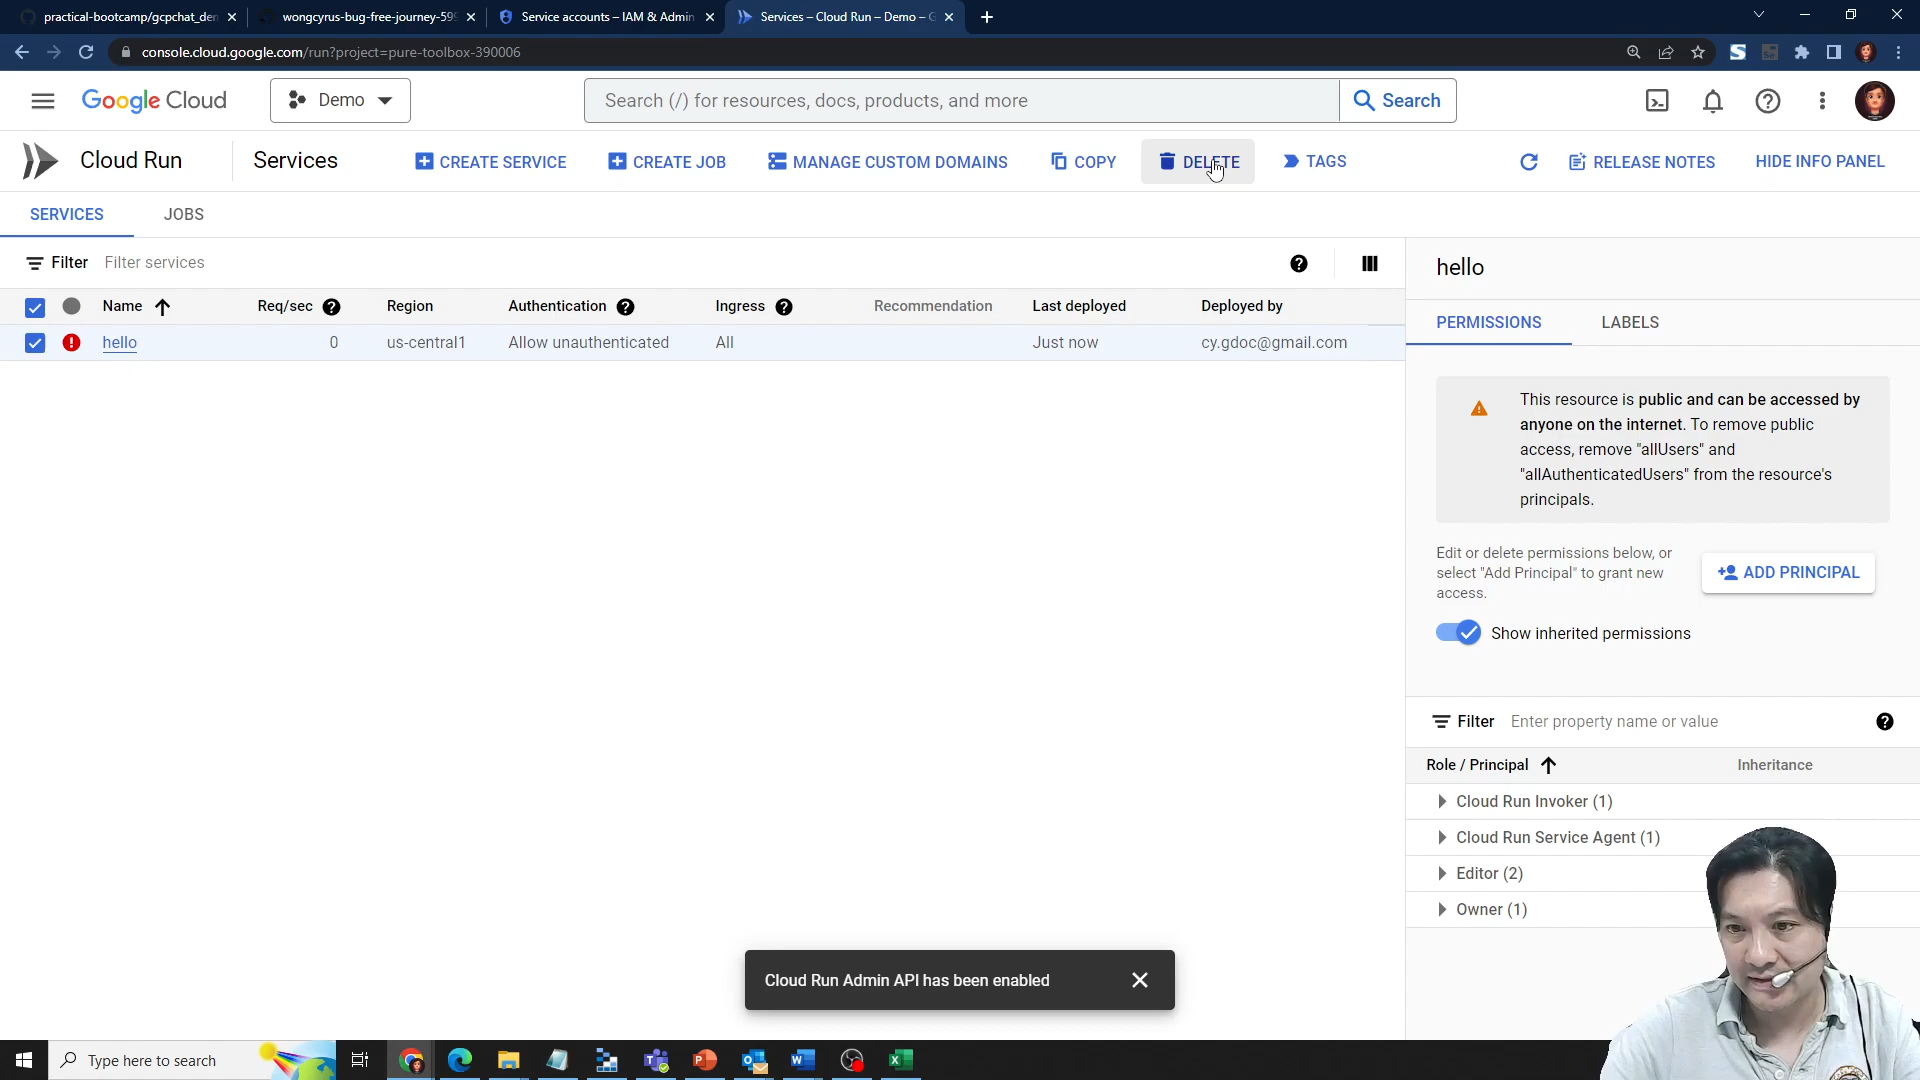 practical-bootcamp/gcpchat_den
wongcyrus-bug-free-journey-599
Service accounts – IAM & Admin
Services – Cloud Run – Demo – G
console.cloud.google.com/run?project=pure-toolbox-390006
Google Cloud
Demo
Search (/) for resources, docs, products, and more
Search
Cloud Run
Services
CREATE SERVICE
CREATE JOB
MANAGE CUSTOM DOMAINS
COPY
DELETE
TAGS
RELEASE NOTES
HIDE INFO PANEL
SERVICES
JOBS
Filter
Filter services
Name
Req/sec
Region
Authentication
Ingress
Recommendation
Last deployed
Deployed by
hello
0
us-central1
Allow unauthenticated
All
Just now
cy.gdoc@gmail.com
hello
PERMISSIONS
LABELS
This resource is public and can be accessed by
anyone on the internet. To remove public
access, remove "allUsers" and
"allAuthenticatedUsers" from the resource's
principals.
Edit or delete permissions below, or
select "Add Principal" to grant new
access.
ADD PRINCIPAL
Show inherited permissions
Filter
Enter property name or value
Role / Principal
Inheritance
Cloud Run Invoker (1)
Cloud Run Service Agent (1)
Editor (2)
Owner (1)
Cloud Run Admin API has been enabled
Type here to search